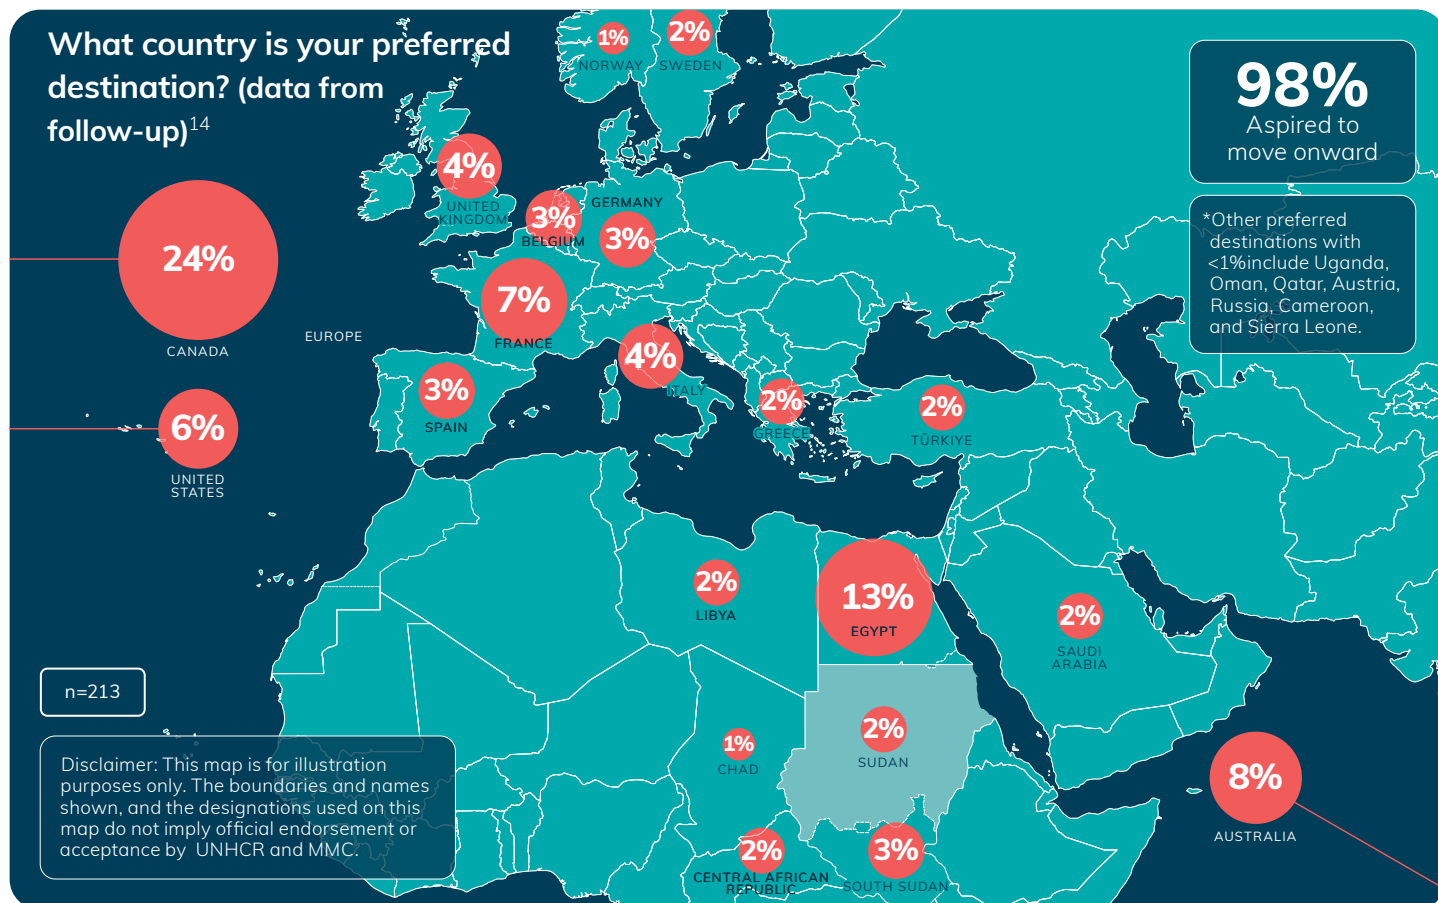 What country is your preferred
destination? (data from
follow-up)14
1%
NORWAY
2%
SWEDEN
98%
Aspired to
move onward
*Other preferred
destinations with
<1%include Uganda,
Oman, Qatar, Austria,
Russia, Cameroon,
and Sierra Leone.
4%
UNITED
KINGDOM
3%
BELGIUM
GERMANY
3%
24%
CANADA
EUROPE
7%
FRANCE
4%
ITALY
3%
SPAIN
2%
GREECE
2%
TÜRKIYE
6%
UNITED
STATES
2%
LIBYA
13%
EGYPT
2%
SAUDI
ARABIA
n=213
2%
SUDAN
1%
CHAD
8%
AUSTRALIA
2%
CENTRAL AFRICAN
REPUBLIC
3%
SOUTH SUDAN
Disclaimer: This map is for illustration
purposes only. The boundaries and names
shown, and the designations used on this
map do not imply official endorsement or
acceptance by  UNHCR and MMC.